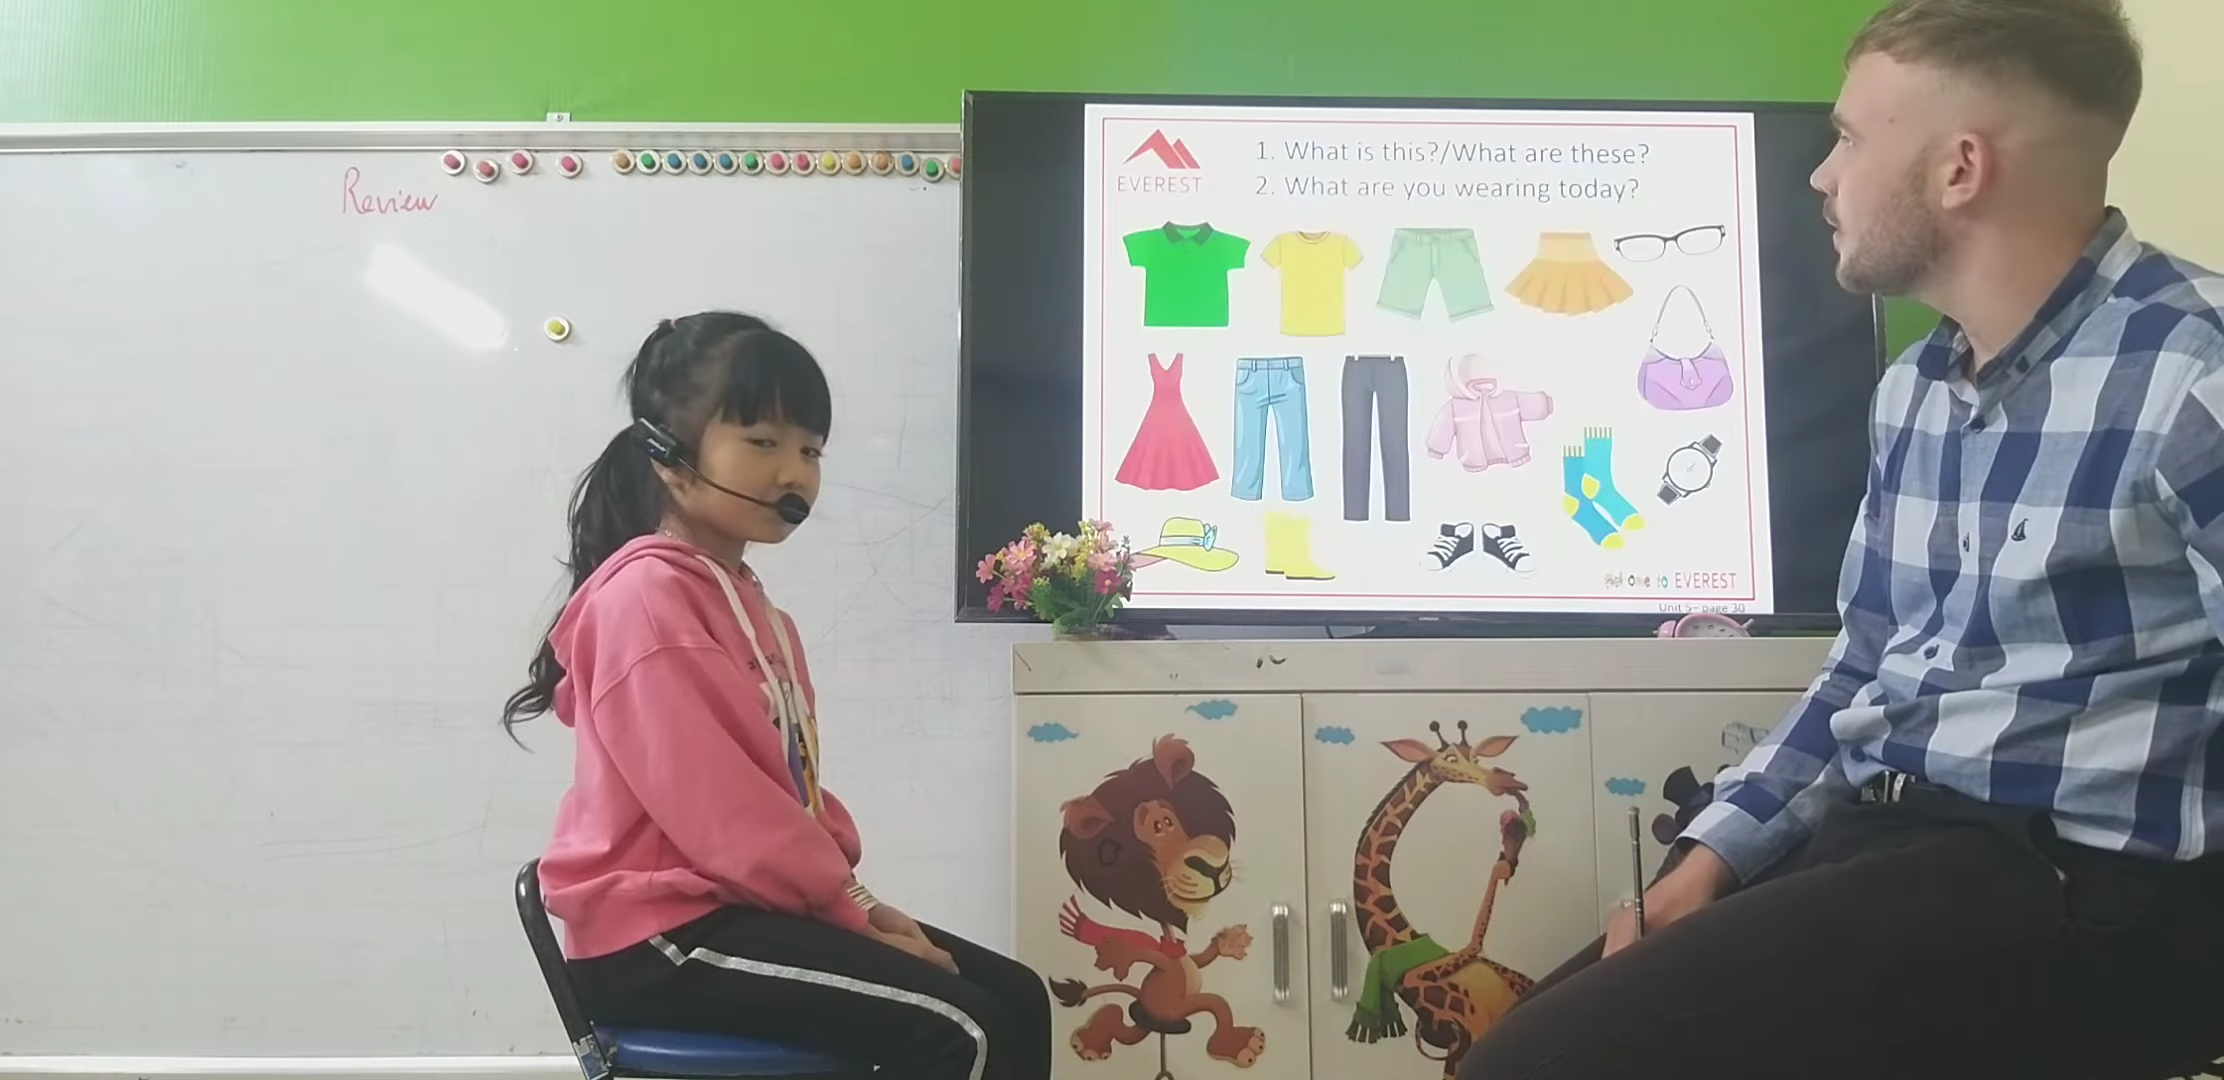 Review
EVEREST
1. What is this?/What are these?
2. What are you wearing today?
to EVEREST
Unit 5- page 30